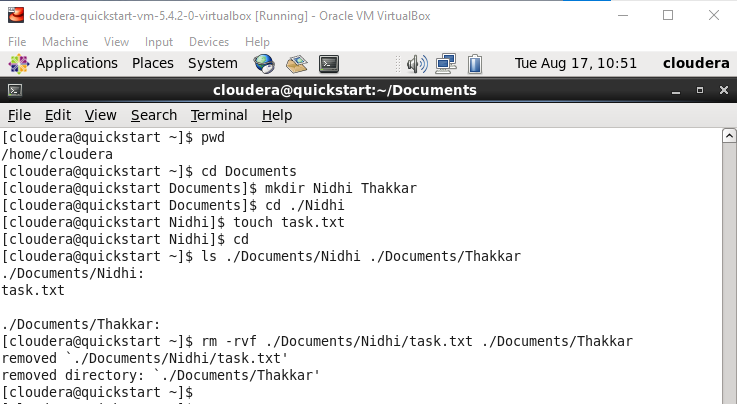 cloudera-quickstart-vm-5.4.2-0-virtualbox [Running] - Oracle VM VirtualBox
File Machine View Input Devices Help
Applications Places System Tue Aug 17, 10:51 cloudera
cloudera@quickstart:~/Documents
File Edit View Search Terminal Help
[cloudera@quickstart ~]$ pwd
/home/cloudera
[cloudera@quickstart ~]$ cd Documents
[cloudera@quickstart Documents]$ mkdir Nidhi Thakkar
[cloudera@quickstart Documents]$ cd ./Nidhi
[cloudera@quickstart Nidhi]$ touch task.txt
[cloudera@quickstart Nidhi]$ cd
[cloudera@quickstart ~]$ ls ./Documents/Nidhi ./Documents/Thakkar
./Documents/Nidhi:
task.txt
./Documents/Thakkar:
[cloudera@quickstart ~]$ rm -rvf ./Documents/Nidhi/task.txt ./Documents/Thakkar
removed `./Documents/Nidhi/task.txt'
removed directory: `./Documents/Thakkar'
[cloudera@quickstart ~]$